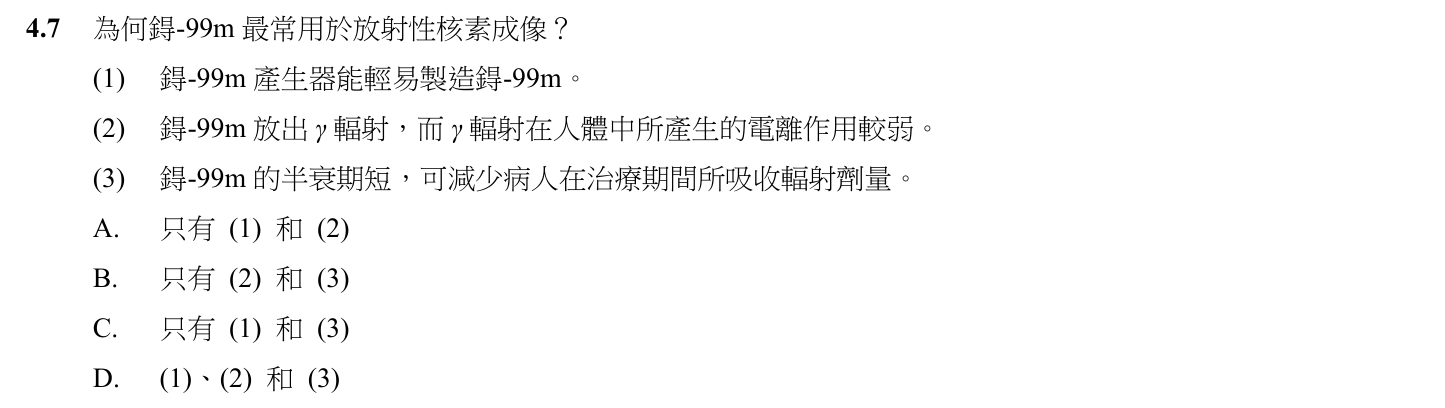 4.7 為何鍀-99m 最常用於放射性核素成像？
(1) 鍀-99m 產生器能輕易製造鍀-99m。
(2) 鍀-99m 放出 γ 輻射，而 γ 輻射在人體中所產生的電離作用較弱。
(3) 鍀-99m 的半衰期短，可減少病人在治療期間所吸收輻射劑量。
A. 只有 (1) 和 (2)
B. 只有 (2) 和 (3)
C. 只有 (1) 和 (3)
D. (1)、(2) 和 (3)